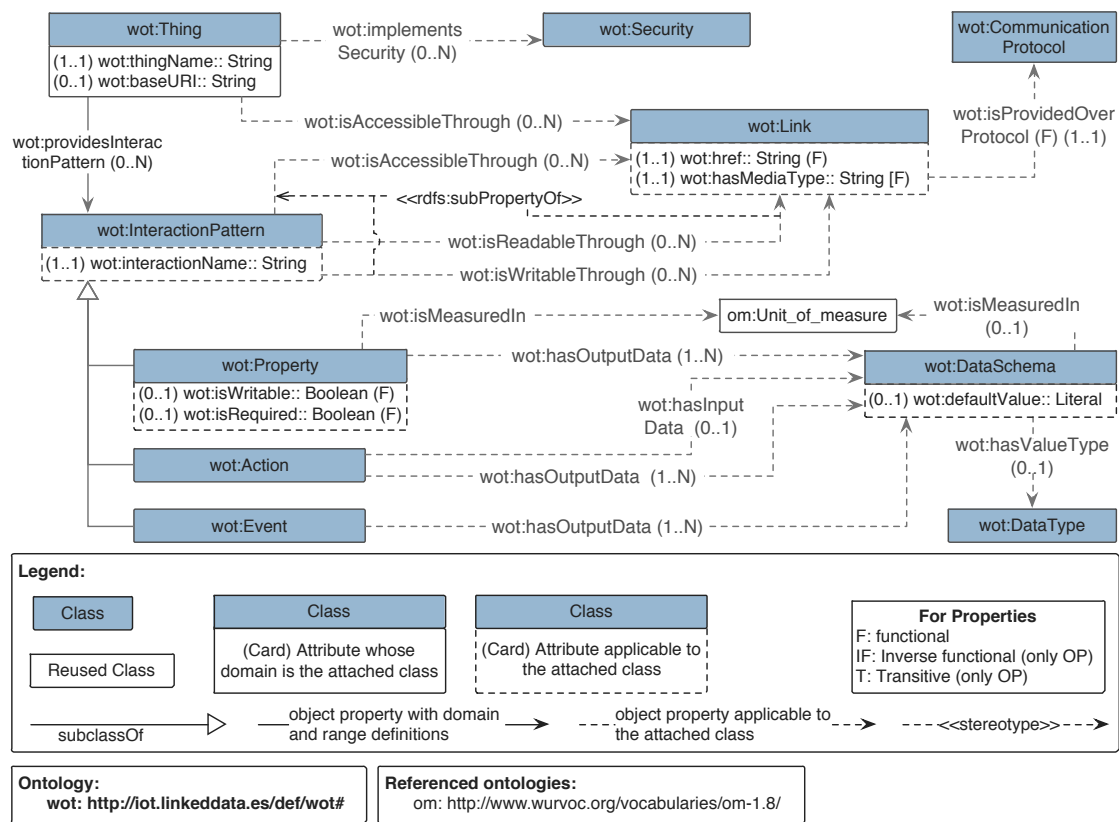 wot:Thing
(1..1) wot:thingName:: String
(0..1) wot:baseURI:: String
wot:implements
Security (0..N)
wot:Security
wot:Communication
Protocol
wot:isProvidedOver
Protocol (F) (1..1)
wot:isAccessibleThrough (0..N)
wot:Link
(1..1) wot:href:: String (F)
(1..1) wot:hasMediaType:: String [F)
wot:providesInterac
tionPattern (0..N)
wot:isAccessibleThrough (0..N)
<<rdfs:subPropertyOf>>
wot:InteractionPattern
(1..1) wot:interactionName:: String
wot:isReadableThrough (0..N)
wot:isWritableThrough (0..N)
wot:isMeasuredIn
om:Unit_of_measure
wot:isMeasuredIn
(0..1)
wot:Property
(0..1) wot:isWritable:: Boolean (F)
(0..1) wot:isRequired:: Boolean (F)
wot:hasOutputData (1..N)
wot:DataSchema
(0..1) wot:defaultValue:: Literal
wot:hasInput
Data (0..1)
wot:Action
wot:hasOutputData (1..N)
wot:hasValueType
(0..1)
wot:Event
wot:hasOutputData (1..N)
wot:DataType
Legend:
Class
Reused Class
Class
(Card) Attribute whose
domain is the attached class
Class
(Card) Attribute applicable to
the attached class
For Properties
F: functional
IF: Inverse functional (only OP)
T: Transitive (only OP)
subclassOf
object property with domain
and range definitions
object property applicable to
the attached class
<<stereotype>>
Ontology:
wot: http://iot.linkeddata.es/def/wot#
Referenced ontologies:
om: http://www.wurvoc.org/vocabularies/om-1.8/